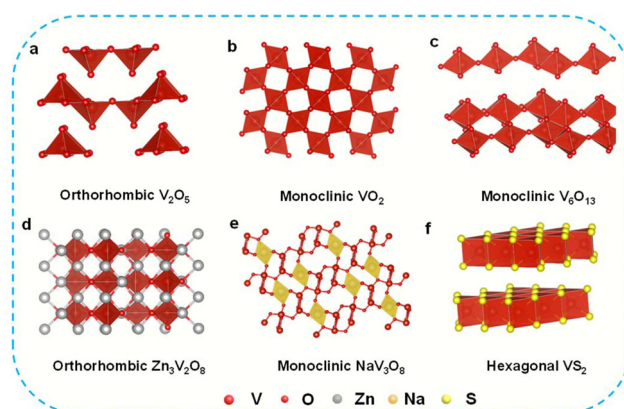 a
b
c
Orthorhombic V₂O₅
Monoclinic VO₂
Monoclinic V₆O₁₃
d
e
f
Orthorhombic Zn₃V₂O₈
Monoclinic NaV₃O₈
Hexagonal VS₂
V O Zn Na S